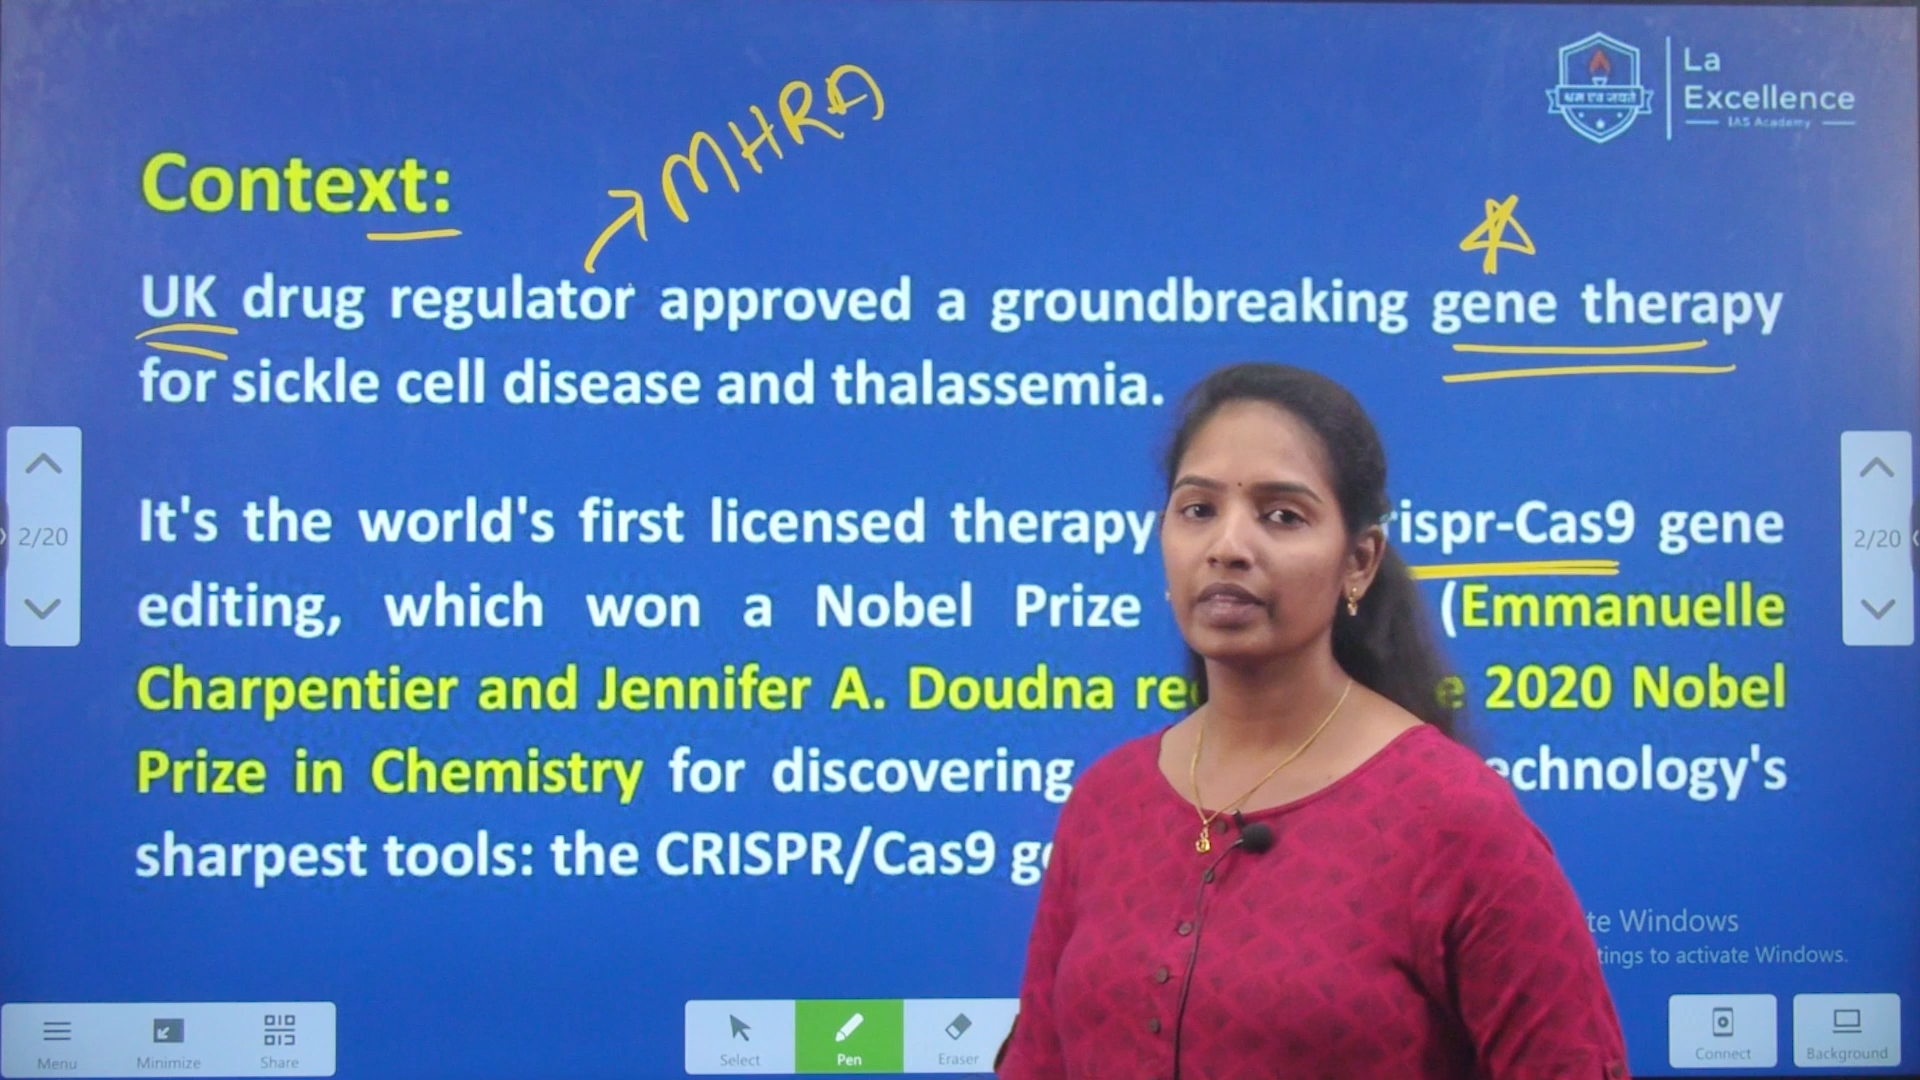 La
Excellence
श्रम एव जयते
IAS Academy
MHRA
Context:
UK drug regulator approved a groundbreaking gene therapy
for sickle cell disease and thalassemia.
It's the world's first licensed therapy rispr-Cas9 gene
editing, which won a Nobel Prize (Emmanuelle
Charpentier and Jennifer A. Doudna re e 2020 Nobel
Prize in Chemistry for discovering echnology's
sharpest tools: the CRISPR/Cas9 g
2/20
2/20
te Windows
tings to activate Windows.
Menu
Minimize
Share
Select
Pen
Eraser
Connect
Background